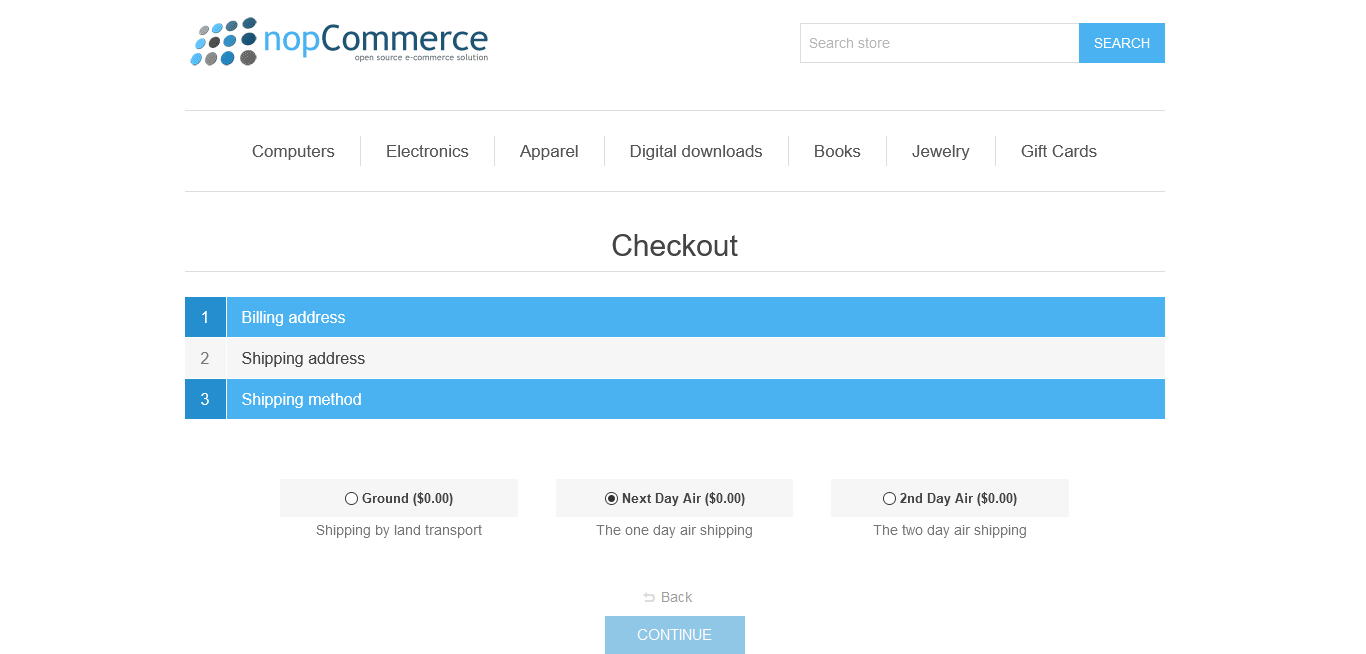 nopCommerce
open source e-commerce solution
Search store
SEARCH
Computers
Electronics
Apparel
Digital downloads
Books
Jewelry
Gift Cards
Checkout
1 Billing address
2 Shipping address
3 Shipping method
Ground ($0.00)
Shipping by land transport
Next Day Air ($0.00)
The one day air shipping
2nd Day Air ($0.00)
The two day air shipping
Back
CONTINUE